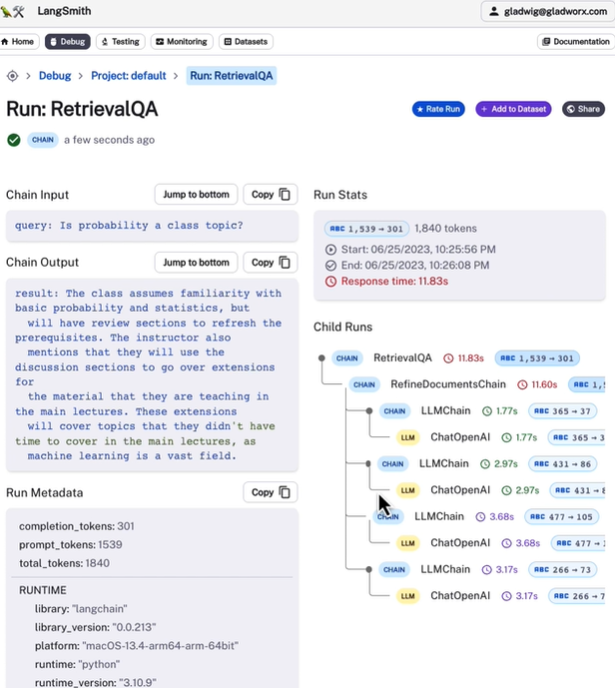 LangSmith
gladwig@gladworx.com
Home Debug Testing Monitoring Datasets Documentation
> Debug > Project: default > Run: RetrievalQA
Run: RetrievalQA
Rate Run + Add to Dataset Share
CHAIN a few seconds ago
Chain Input Jump to bottom Copy
query: Is probability a class topic?
Chain Output Jump to bottom Copy
result: The class assumes familiarity with
basic probability and statistics, but
will have review sections to refresh the
prerequisites. The instructor also
mentions that they will use the
discussion sections to go over extensions
for
the material that they are teaching in
the main lectures. These extensions
will cover topics that they didn't have
time to cover in the main lectures, as
machine learning is a vast field.
Run Metadata Copy
completion_tokens: 301
prompt_tokens: 1539
total_tokens: 1840
RUNTIME
library: "langchain"
library_version: "0.0.213"
platform: "macOS-13.4-arm64-arm-64bit"
runtime: "python"
runtime_version: "3.10.9"
Run Stats
ABC 1,539 → 301 1,840 tokens
Start: 06/25/2023, 10:25:56 PM
End: 06/25/2023, 10:26:08 PM
Response time: 11.83s
Child Runs
CHAIN RetrievalQA 11.83s ABC 1,539 → 301
CHAIN RefineDocumentsChain 11.60s ABC
CHAIN LLMChain 1.77s ABC 365 → 37
LLM ChatOpenAI 1.77s ABC 365 →
CHAIN LLMChain 2.97s ABC 431 → 86
LLM ChatOpenAI 2.97s ABC 431 →
CHAIN LLMChain 3.68s ABC 477 → 105
LLM ChatOpenAI 3.68s ABC 477 →
CHAIN LLMChain 3.17s ABC 266 → 73
LLM ChatOpenAI 3.17s ABC 266 →